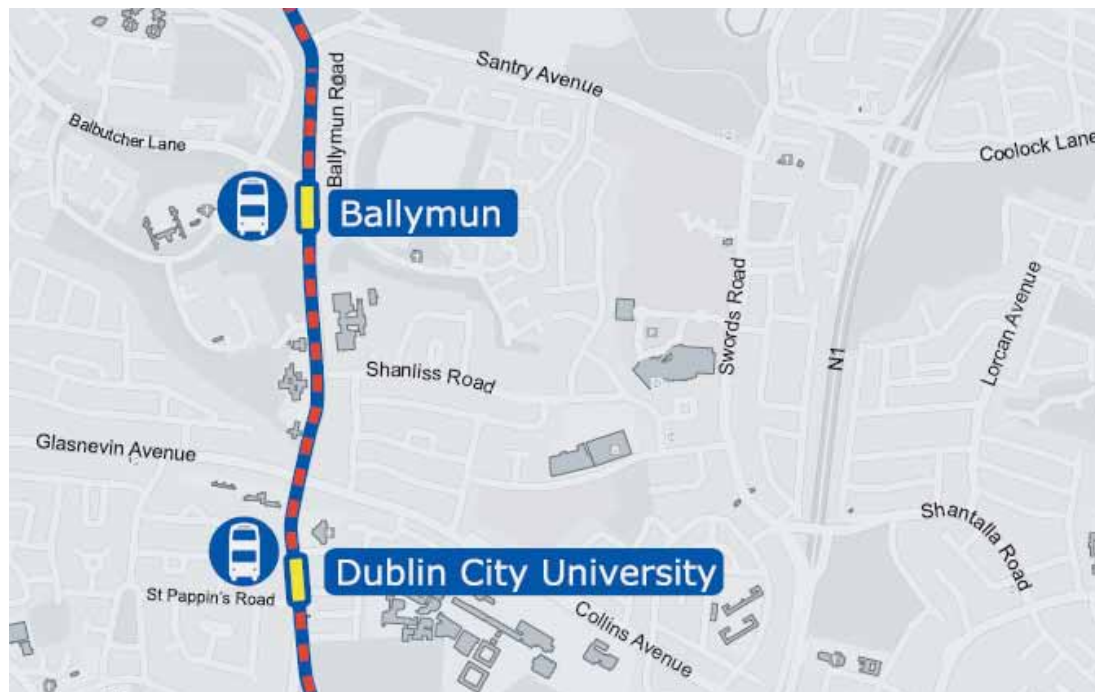 Santry Avenue
Ballymun Road
Balbutcher Lane
Coolock Lane
Ballymun
Swords Road
Lorcan Avenue
N1
Shanliss Road
Glasnevin Avenue
Shantalla Road
Dublin City University
St Pappin's Road
Collins Avenue